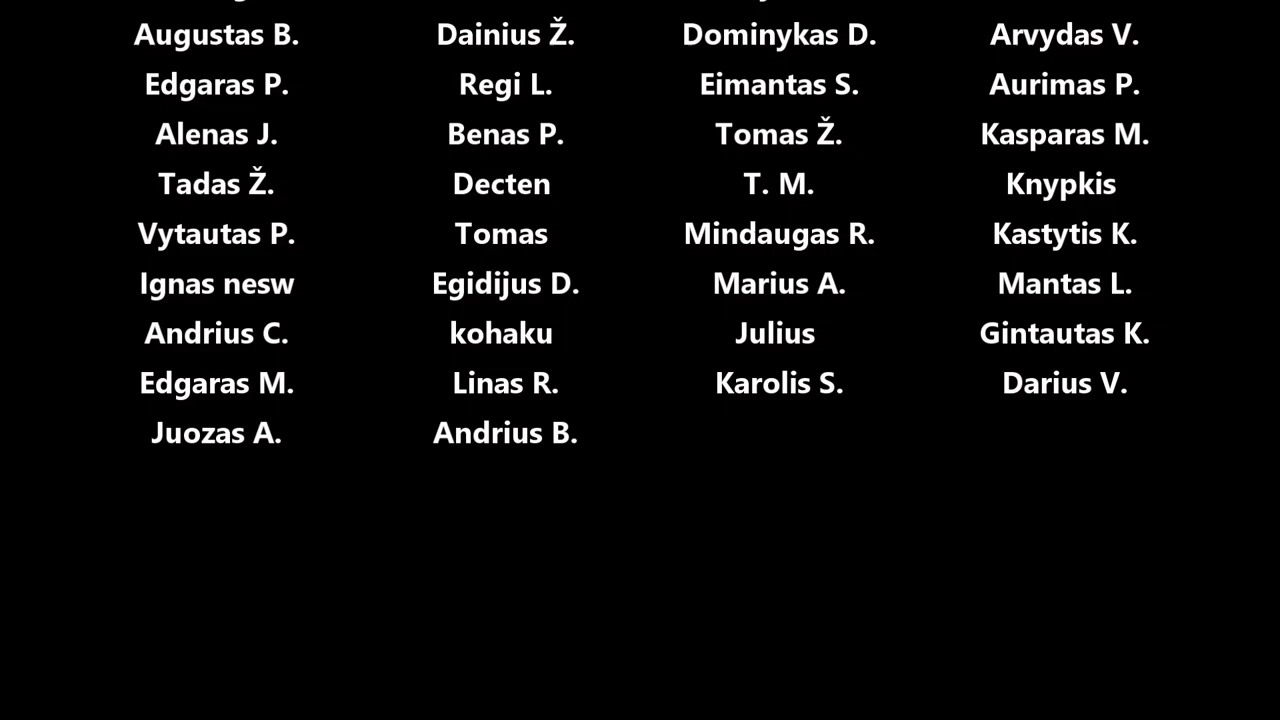 Augustas B. Dainius Ž. Dominykas D. Arvydas V.
Edgaras P. Regi L. Eimantas S. Aurimas P.
Alenas J. Benas P. Tomas Ž. Kasparas M.
Tadas Ž. Decten T. M. Knypkis
Vytautas P. Tomas Mindaugas R. Kastytis K.
Ignas nesw Egidijus D. Marius A. Mantas L.
Andrius C. kohaku Julius Gintautas K.
Edgaras M. Linas R. Karolis S. Darius V.
Juozas A. Andrius B.